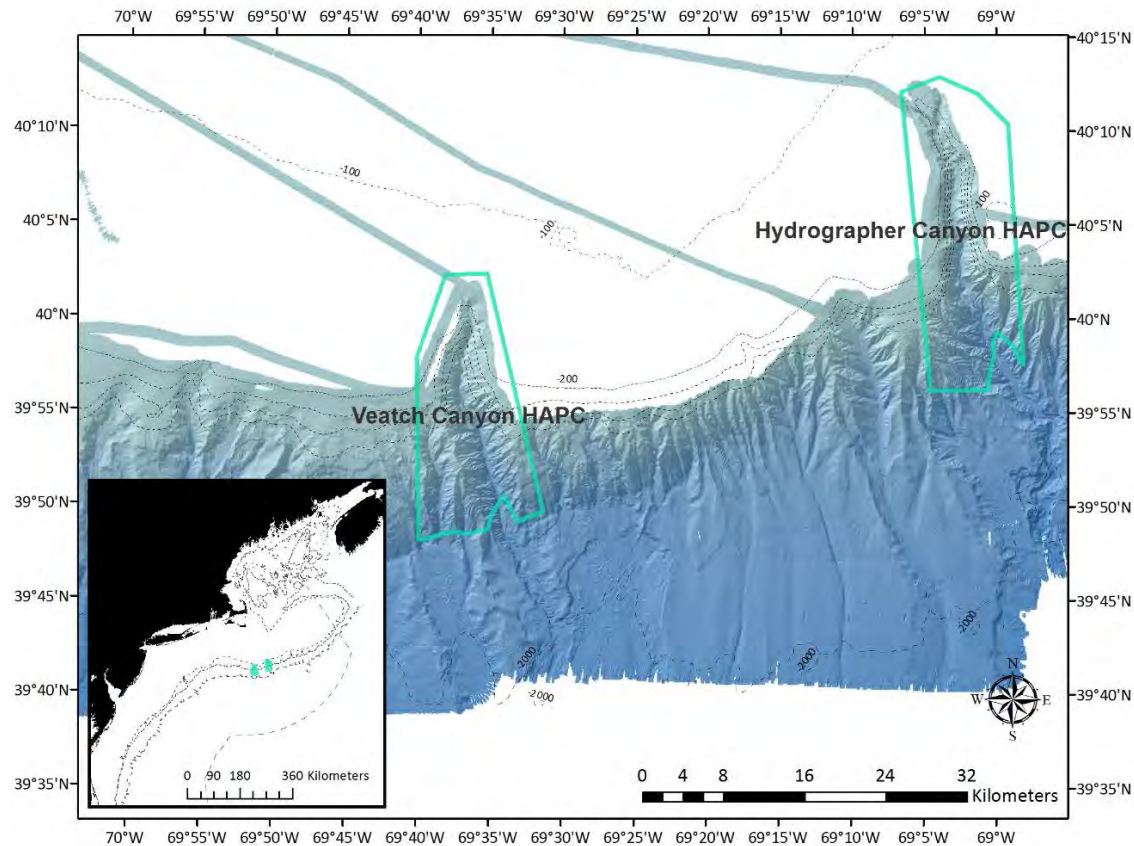 69°55'W 69°50'W 69°45'W 69°40'W 69°35'W 69°30'W 69°25'W 69°20'W 69°15'W 69°10'W 69°5'W 69°W
40°15'N
40°10'N
40°10'N
-100
-100
40°5'N
-100
40°5'N
Hydrographer Canyon HAPC
40°N
40°N
-200
39°55'N
Veatch Canyon HAPC
39°55'N
39°50'N
39°50'N
39°45'N
39°45'N
-2000
-2000
-2000
-2000
39°40'N
39°40'N
N
W
E
S
0 90 180 360 Kilometers
0 4 8 16 24 32
Kilometers
39°35'N
39°35'N
70°W 69°55'W 69°50'W 69°45'W 69°40'W 69°35'W 69°30'W 69°25'W 69°20'W 69°15'W 69°10'W 69°5'W 69°W